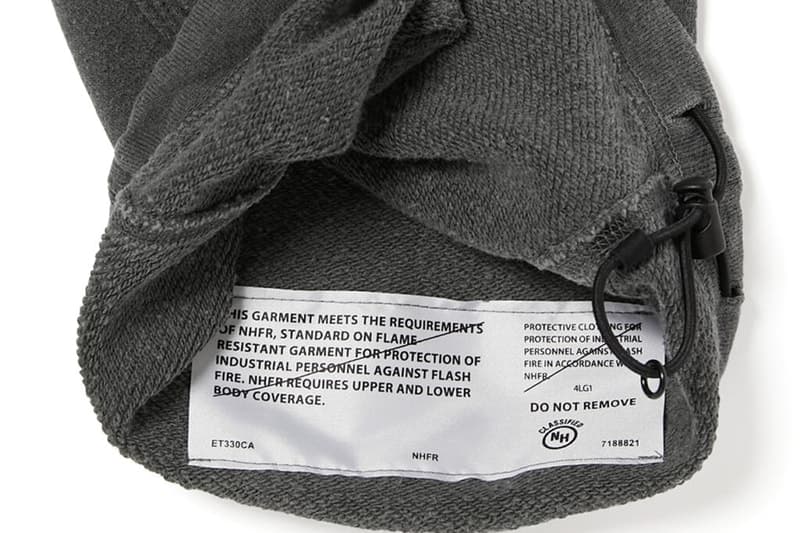 HIS GARMENT MEETS THE REQUIREMENTS
OF NHFR, STANDARD ON FLAME
RESISTANT GARMENT FOR PROTECTION OF
INDUSTRIAL PERSONNEL AGAINST FLASH
FIRE. NHFR REQUIRES UPPER AND LOWER
BODY COVERAGE.
ET330CA
NHFR
PROTECTIVE CLOTHING FOR
PROTECTION OF INDUSTRIAL
PERSONNEL AGAINST FLASH
FIRE IN ACCORDANCE W
NHFR
4LG1
DO NOT REMOVE
CLASSIFIED
NH
7188821